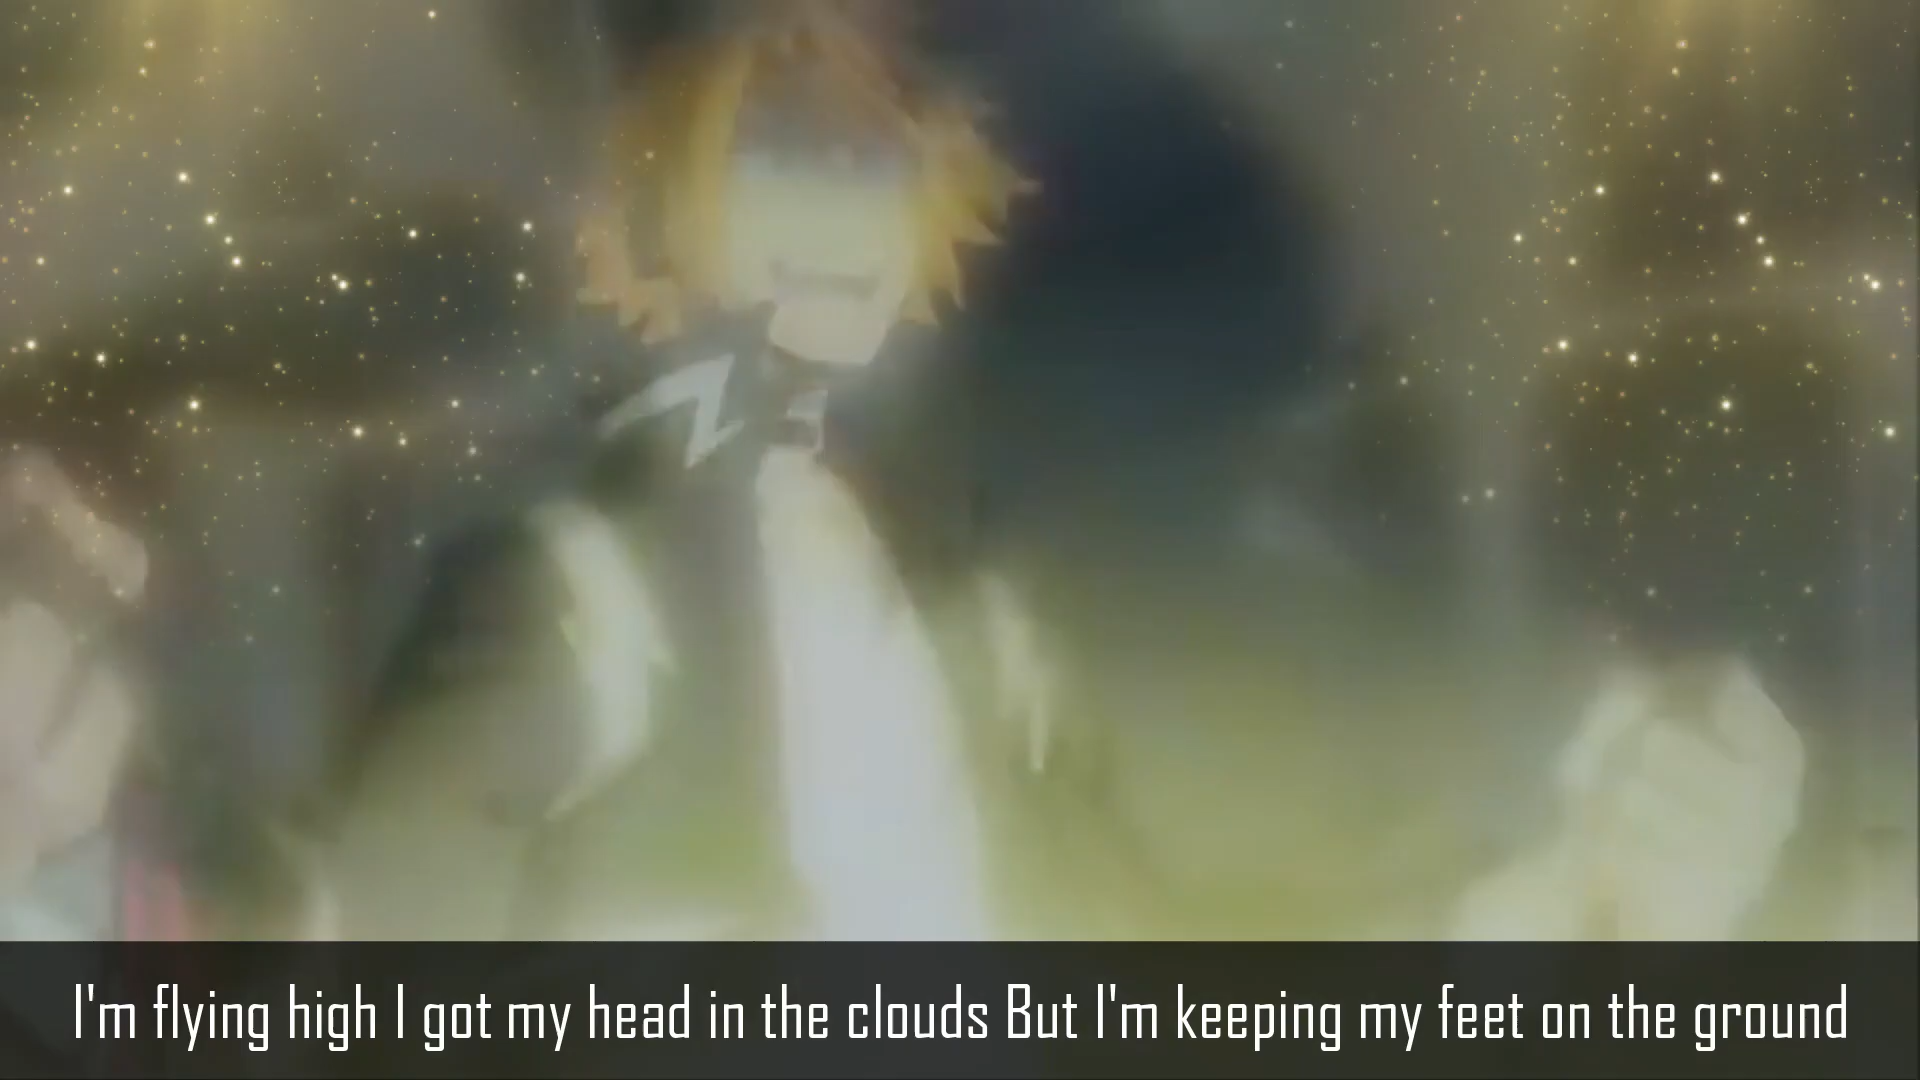 I'm flying high I got my head in the clouds But I'm keeping my feet on the ground